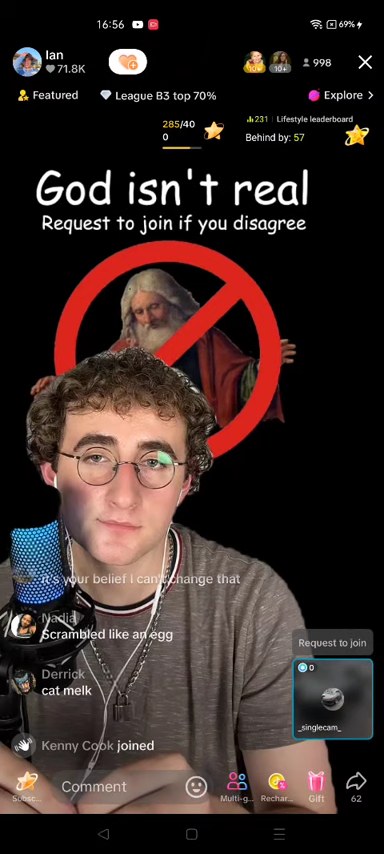 16:56
69%
Ian
71.8K
10+
10+
998
Featured
League B3 top 70%
Explore
285/40
0
231
Lifestyle leaderboard
Behind by: 57
God isn't real
Request to join if you disagree
it's your belief I can't change that
Nadia
Scrambled like an egg
Derrick
cat melk
Kenny Cook joined
Request to join
0
_singlecam_
Comment
Subsc...
Multi-g...
Rechar...
Gift
62